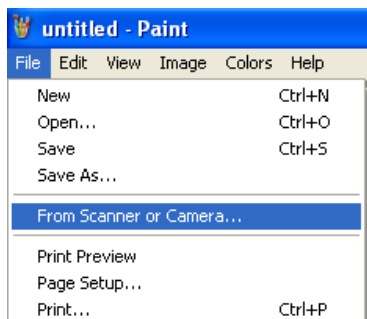 untitled - Paint
File Edit View Image Colors Help
New Ctrl+N
Open... Ctrl+O
Save Ctrl+S
Save As...
From Scanner or Camera...
Print Preview
Page Setup...
Print... Ctrl+P